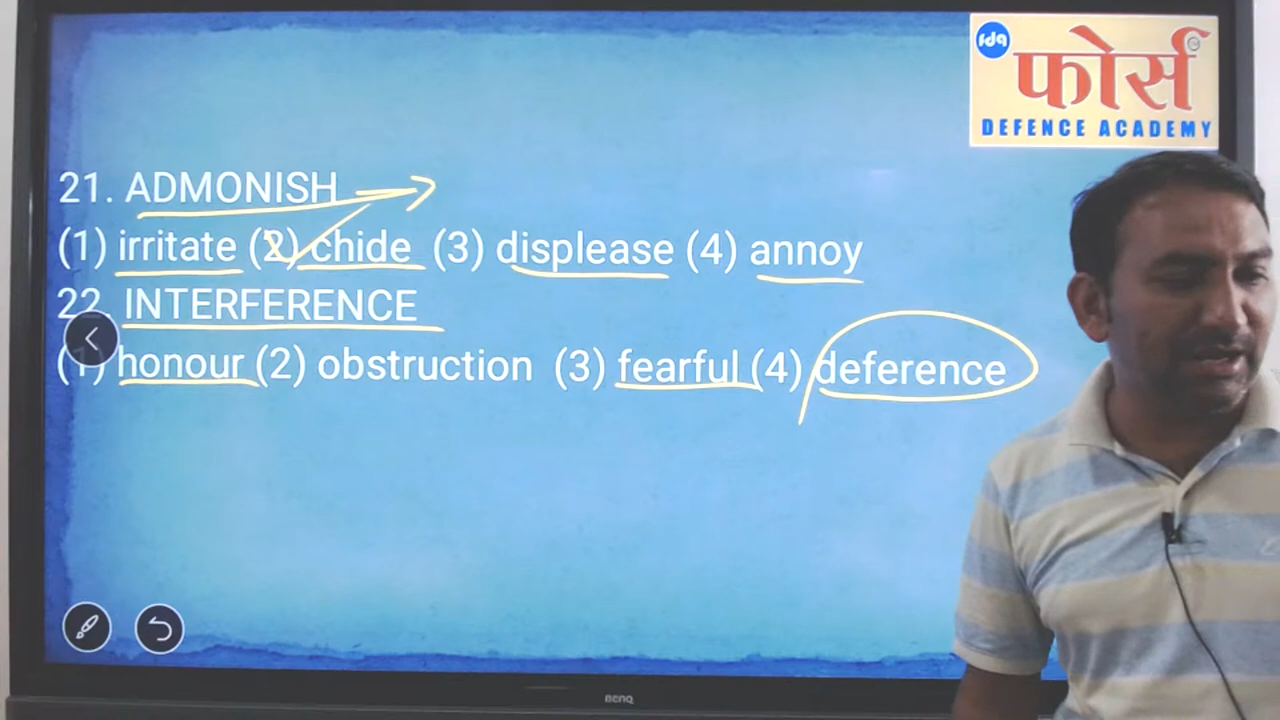 fda
फोर्स
DEFENCE ACADEMY
21. ADMONISH
(1) irritate (2) chide (3) displease (4) annoy
22. INTERFERENCE
(1) honour (2) obstruction (3) fearful (4) deference
BENQ